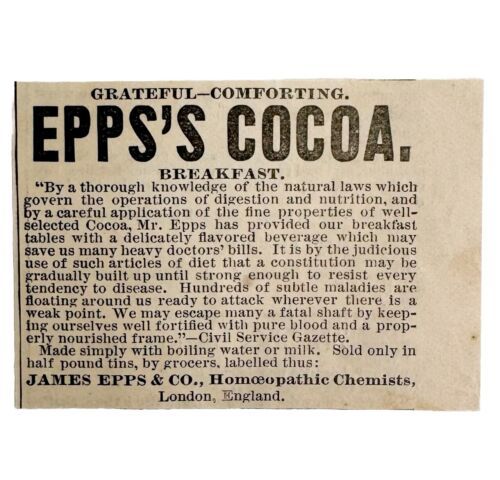 GRATEFUL—COMFORTING.
EPPS'S COCOA.
BREAKFAST.
"By a thorough knowledge of the natural laws which
govern the operations of digestion and nutrition, and
by a careful application of the fine properties of well-
selected Cocoa, Mr. Epps has provided our breakfast
tables with a delicately flavored beverage which may
save us many heavy doctors' bills. It is by the judicious
use of such articles of diet that a constitution may be
gradually built up until strong enough to resist every
tendency to disease. Hundreds of subtle maladies are
floating around us ready to attack wherever there is a
weak point. We may escape many a fatal shaft by keep-
ing ourselves well fortified with pure blood and a prop-
erly nourished frame."—Civil Service Gazette.
Made simply with boiling water or milk. Sold only in
half pound tins, by grocers, labelled thus:
JAMES EPPS & CO., Homœopathic Chemists,
London, England.